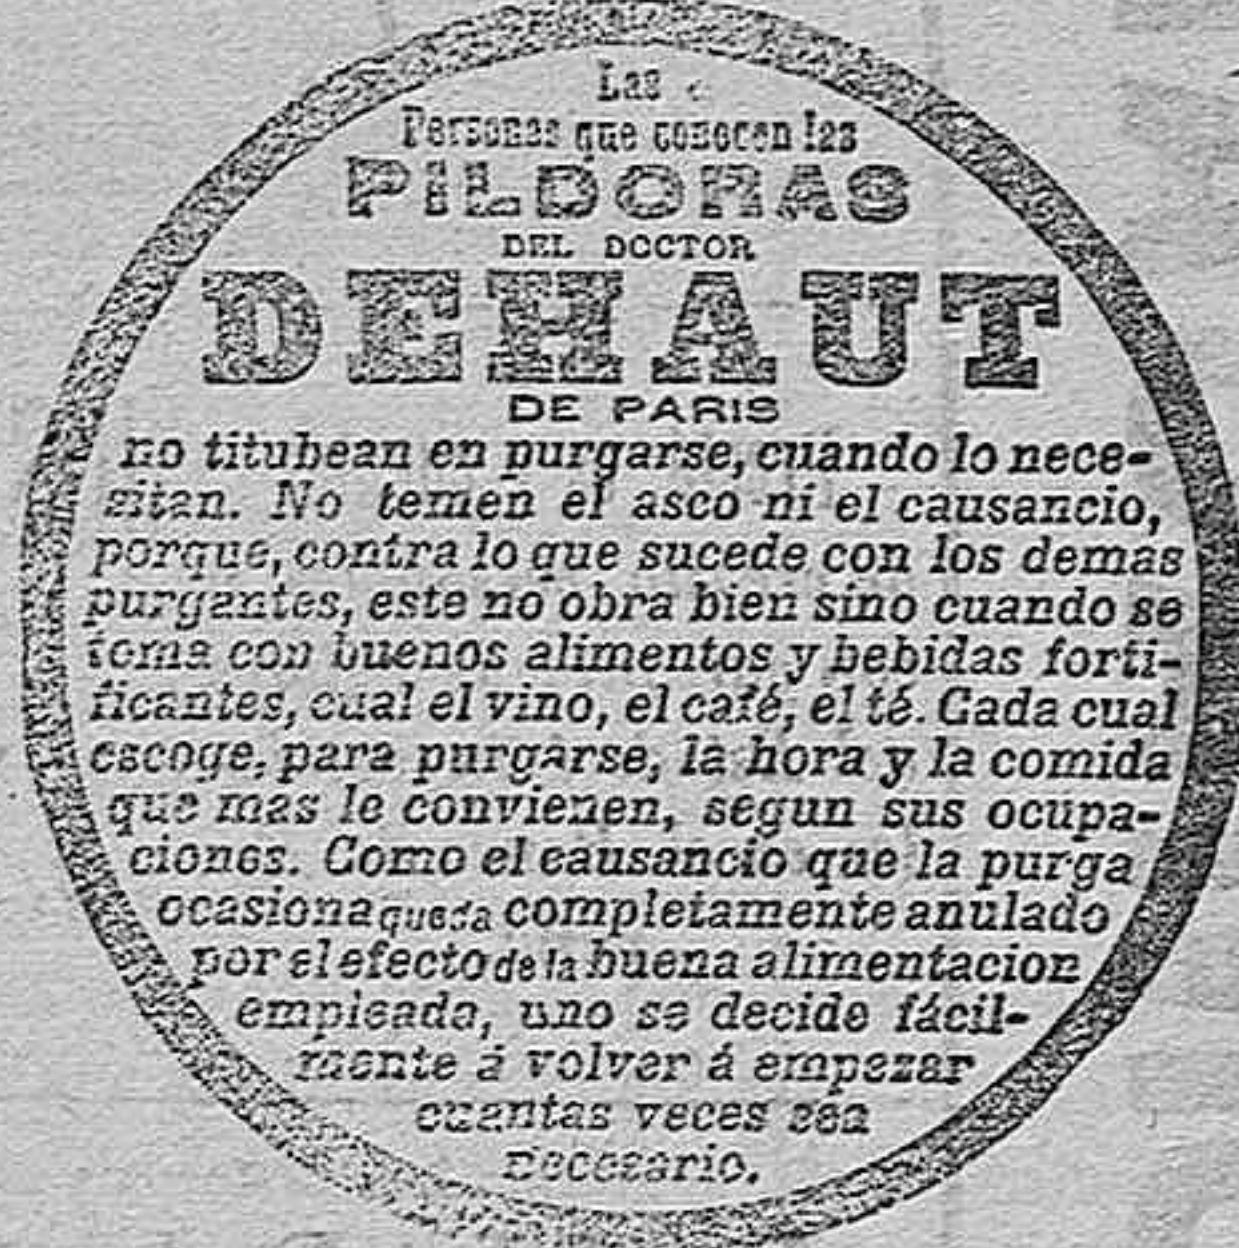 Las
Personas que conocen las
PILDORAS
DEL DOCTOR
DEHAUT
DE PARIS
no titubean en purgarse, cuando lo nece-
sitan. No temen el asco ni el causancio,
porque, contra lo que sucede con los demas
purgantes, este no obra bien sino cuando se
toma con buenos alimentos y bebidas forti-
ficantes, cual el vino, el café, el té. Cada cual
escoge, para purgarse, la hora y la comida
que mas le convienen, segun sus ocupa-
ciones. Como el causancio que la purga
ocasiona queda completamente anulado
por el efecto de la buena alimentacion
empleada, uno se decide fácil-
mente á volver á empezar
cuantas veces sea
necesario.